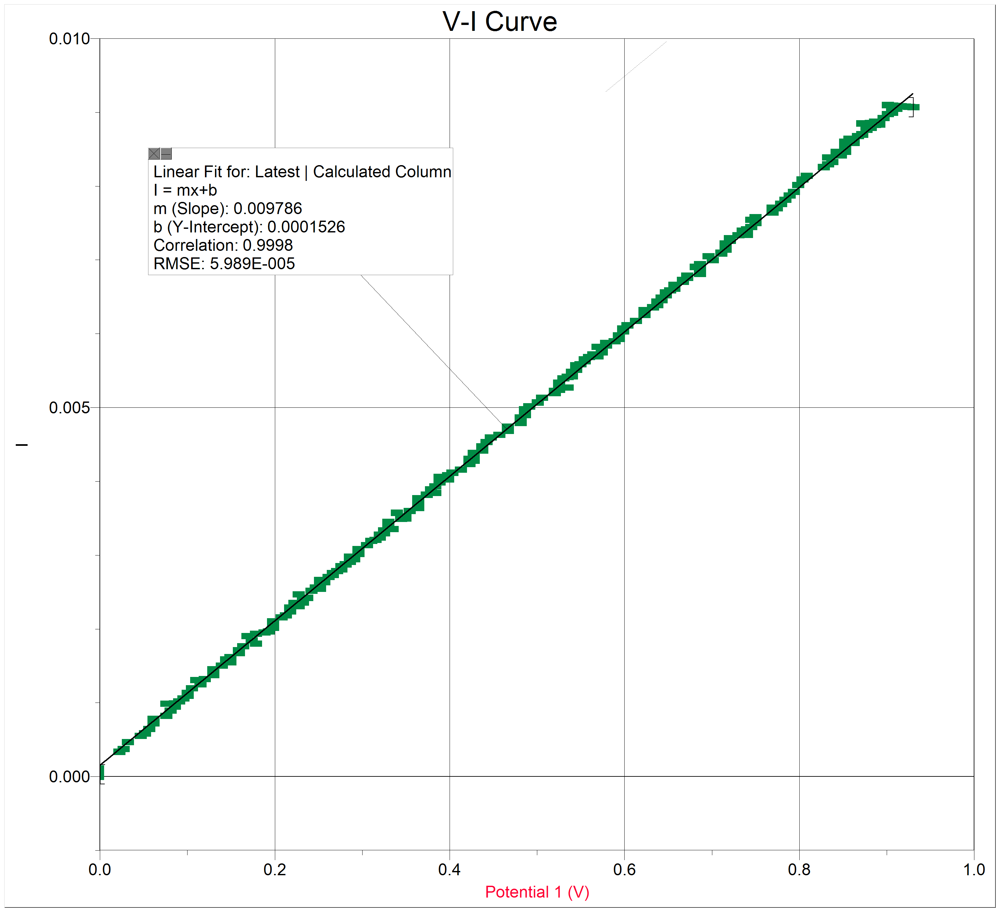 V-I Curve
0.010
Linear Fit for: Latest | Calculated Column
I = mx+b
m (Slope): 0.009786
b (Y-Intercept): 0.0001526
Correlation: 0.9998
RMSE: 5.989E-005
0.005
I
0.000
0.0 0.2 0.4 0.6 0.8 1.0
Potential 1 (V)